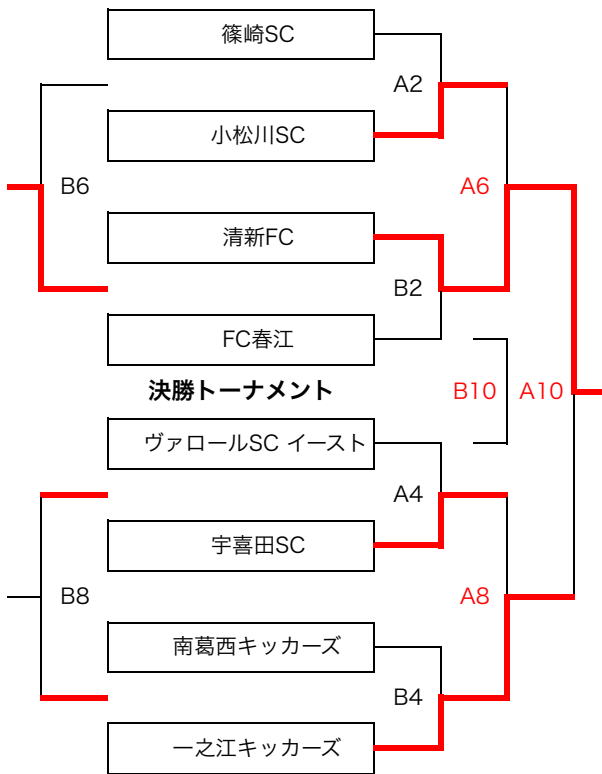 篠崎SC
A2
小松川SC
B6
A6
清新FC
B2
FC春江
決勝トーナメント
B10
A10
ヴァロールSC イースト
A4
宇喜田SC
B8
A8
南葛西キッカーズ
B4
一之江キッカーズ